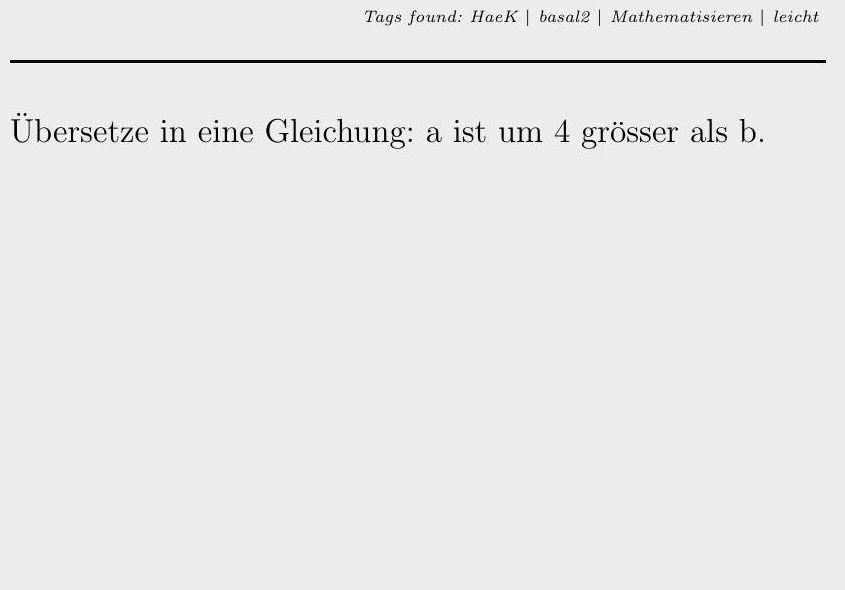 Tags found: HaeK | basal2 | Mathematisieren | leicht
Übersetze in eine Gleichung: a ist um 4 grösser als b.